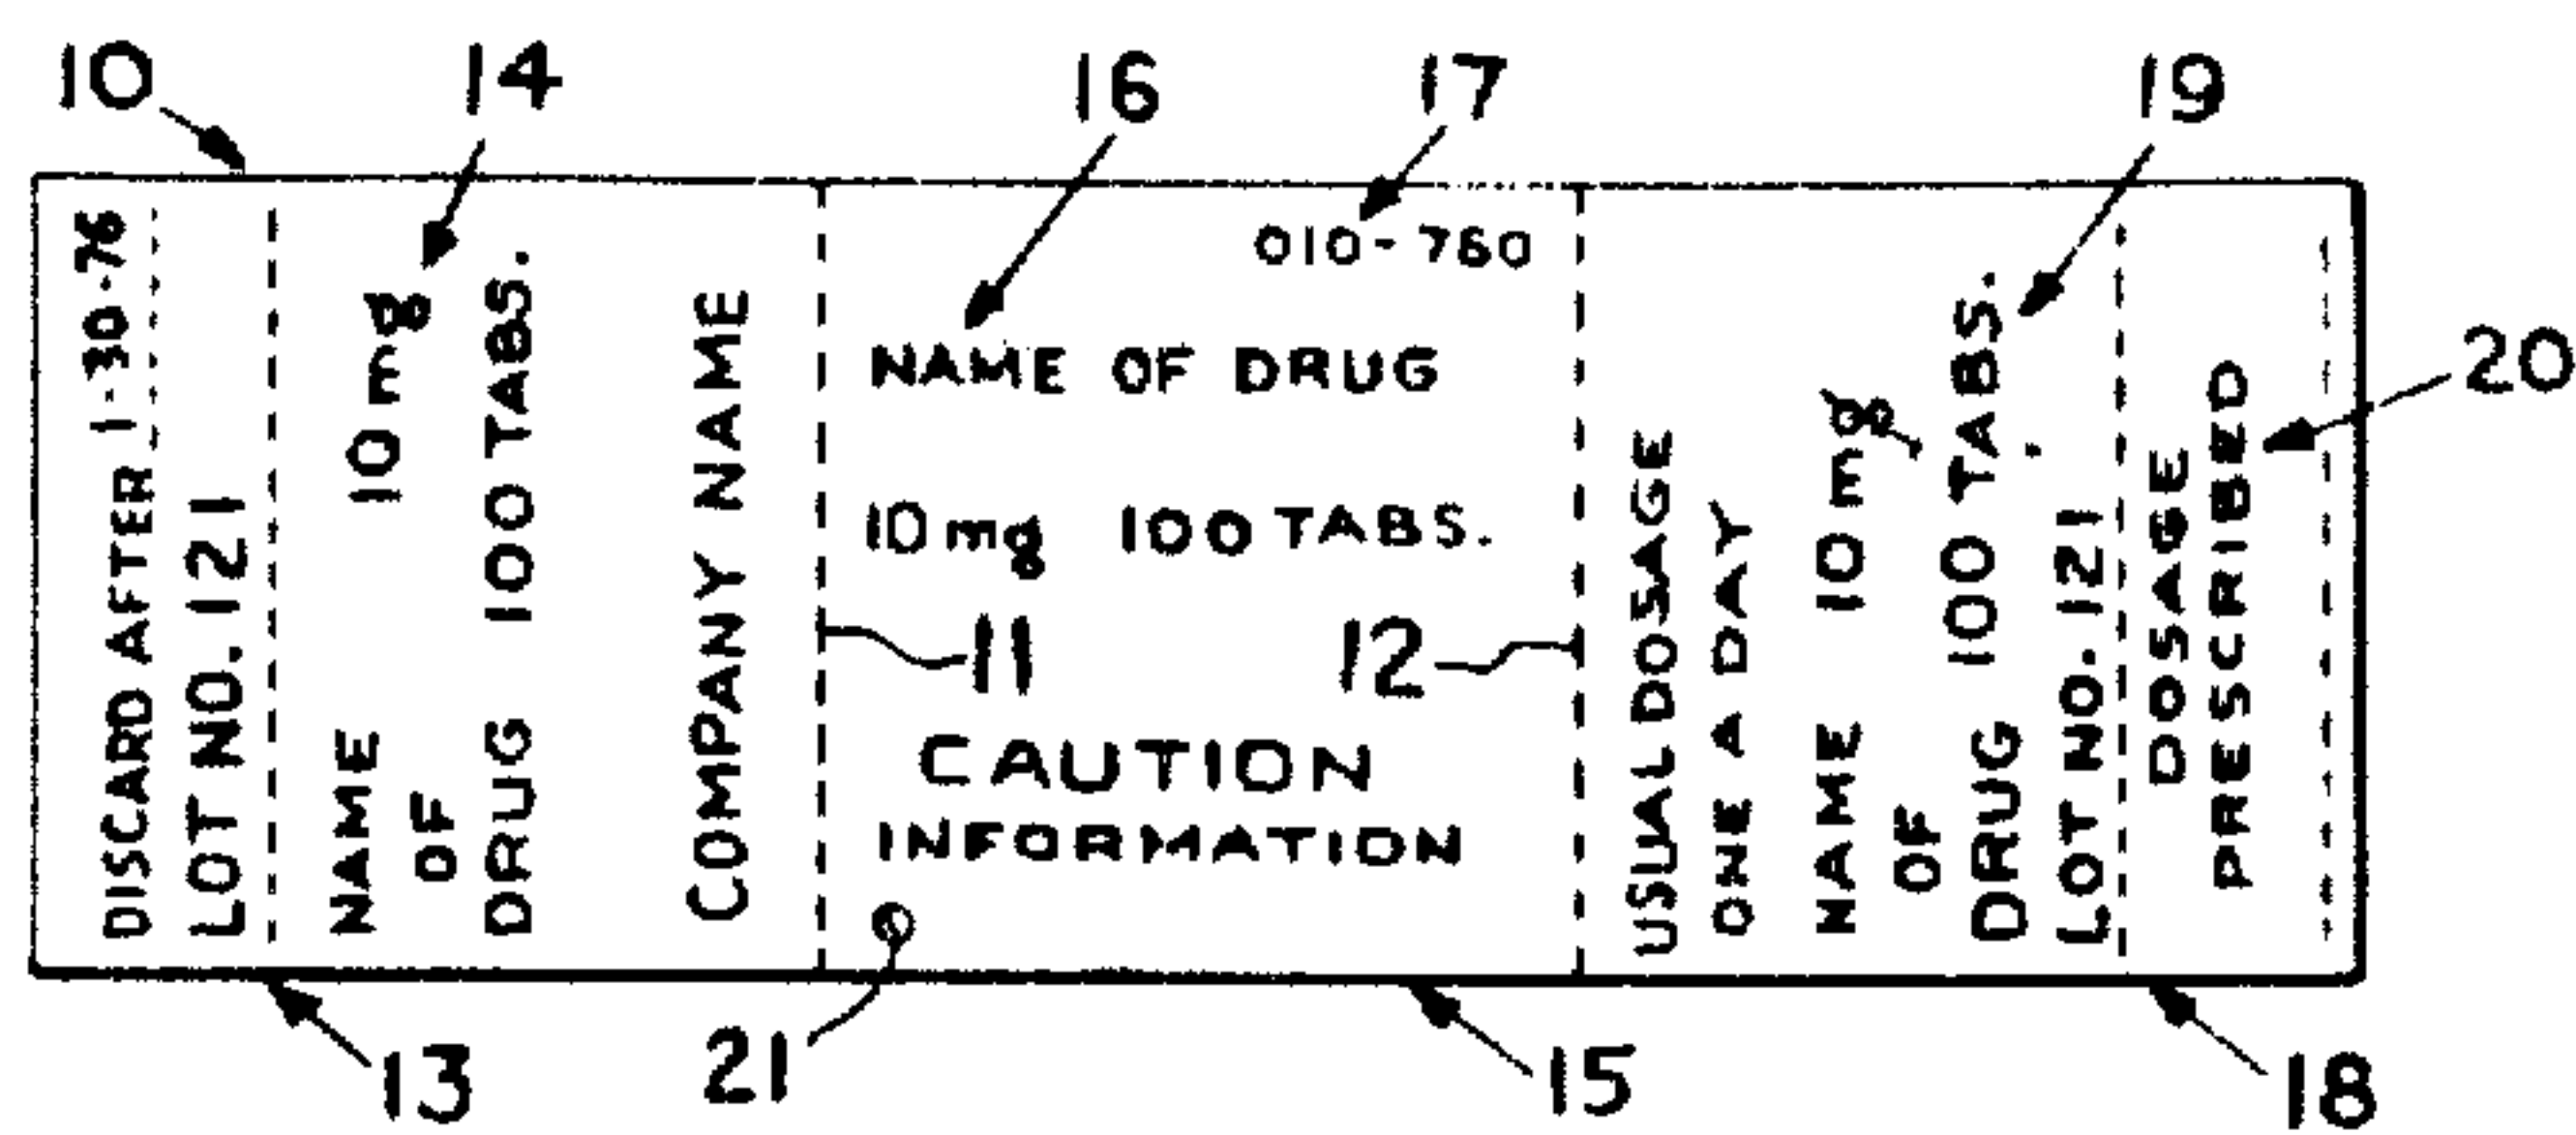 10
14
16
17
19
DISCARD AFTER 1-30-76
LOT NO. 121
NAME 10 mg
OF
DRUG 100 TABS.
COMPANY NAME
010-760
NAME OF DRUG
10 mg 100 TABS.
11
12
CAUTION
INFORMATION
USUAL DOSAGE
ONE A DAY
NAME 10 mg
OF
DRUG 100 TABS.
LOT NO. 121
DOSAGE
PRESCRIBED
20
13
21
15
18